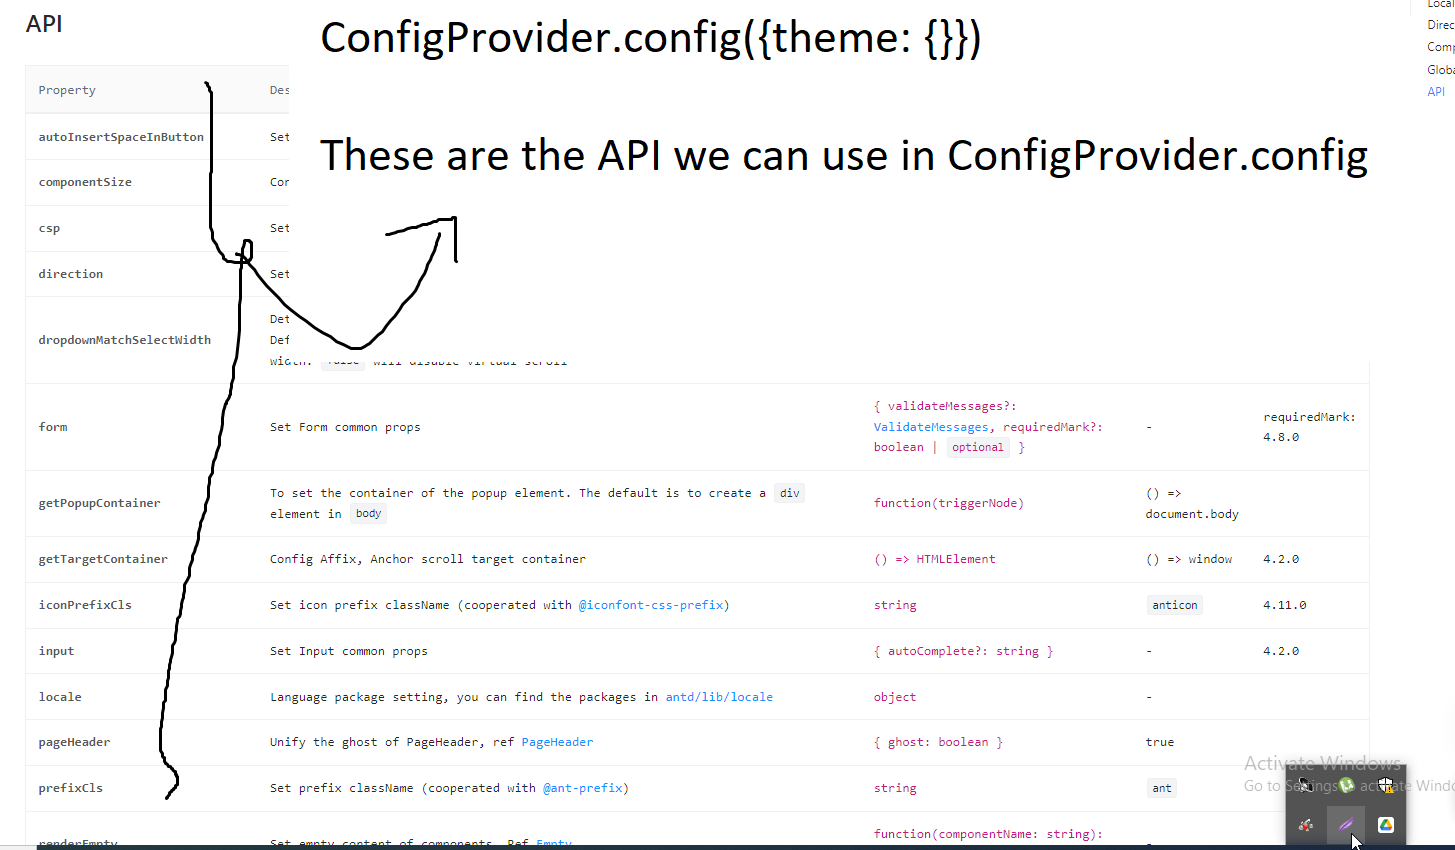 API
ConfigProvider.config({theme: {}})
Local
Direc
Comp
Globa
API
Property Des
These are the API we can use in ConfigProvider.config
autoInsertSpaceInButton Set
componentSize Cor
csp Set
direction Set
dropdownMatchSelectWidth
Det
Def
width. false will disable virtual scroll
form Set Form common props { validateMessages?: ValidateMessages, requiredMark?: boolean | optional } - requiredMark: 4.8.0
getPopupContainer To set the container of the popup element. The default is to create a div element in body function(triggerNode) () => document.body
getTargetContainer Config Affix, Anchor scroll target container () => HTMLElement () => window 4.2.0
iconPrefixCls Set icon prefix className (cooperated with @iconfont-css-prefix) string anticon 4.11.0
input Set Input common props { autoComplete?: string } - 4.2.0
locale Language package setting, you can find the packages in antd/lib/locale object -
pageHeader Unify the ghost of PageHeader, ref PageHeader { ghost: boolean } true
prefixCls Set prefix className (cooperated with @ant-prefix) string ant
renderEmpty Set empty content of components. Ref Empty function(componentName: string): -
Activate Windows
Go to Settings to activate Windo